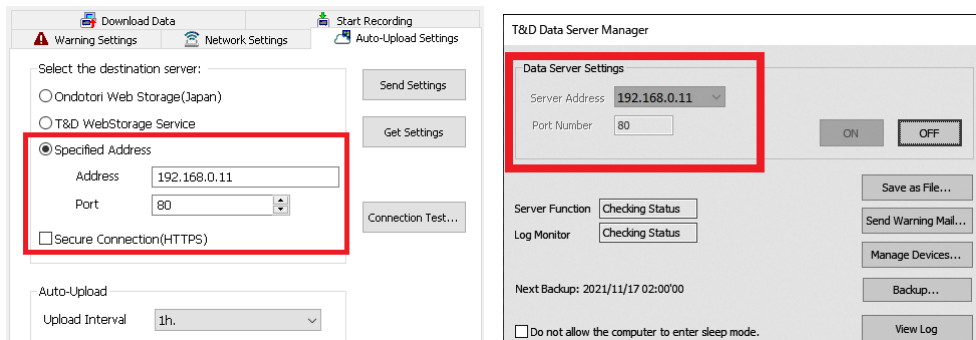 Download Data
Start Recording
Warning Settings
Network Settings
Auto-Upload Settings
Select the destination server:
Ondotori Web Storage(Japan)
T&D WebStorage Service
Specified Address
Address 192.168.0.11
Port 80
Secure Connection(HTTPS)
Send Settings
Get Settings
Connection Test...
Auto-Upload
Upload Interval 1h.
T&D Data Server Manager
Data Server Settings
Server Address 192.168.0.11
Port Number 80
ON OFF
Save as File...
Server Function Checking Status
Send Warning Mail...
Log Monitor Checking Status
Manage Devices...
Next Backup: 2021/11/17 02:00'00
Backup...
Do not allow the computer to enter sleep mode.
View Log